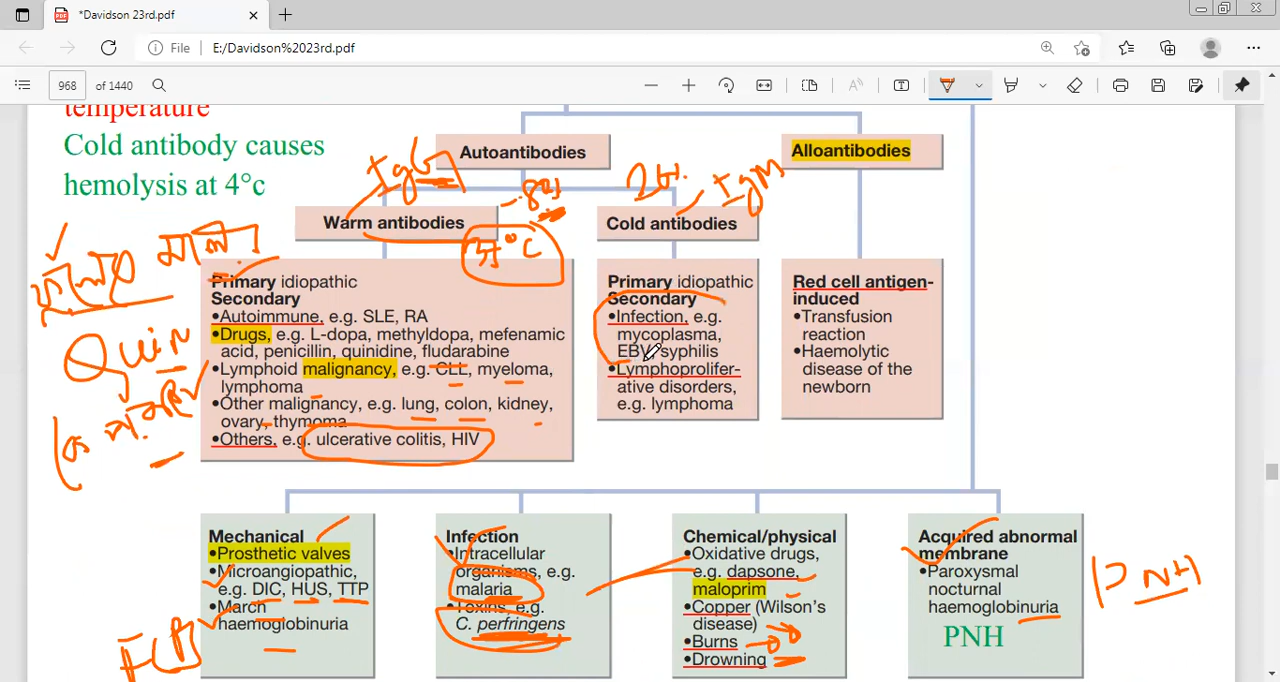 *Davidson 23rd.pdf
File
E:/Davidson%2023rd.pdf
968 of 1440
temperature
Cold antibody causes
hemolysis at 4°c
Autoantibodies
Alloantibodies
IgG
IgM
Warm antibodies
37°C
Cold antibodies
Primary idiopathic
Secondary
•Autoimmune, e.g. SLE, RA
•Drugs, e.g. L-dopa, methyldopa, mefenamic
acid, penicillin, quinidine, fludarabine
•Lymphoid malignancy, e.g. CLL, myeloma,
lymphoma
•Other malignancy, e.g. lung, colon, kidney,
ovary, thymoma
•Others, e.g. ulcerative colitis, HIV
Primary idiopathic
Secondary
•Infection, e.g.
mycoplasma,
EBV, syphilis
•Lymphoprolifer-
ative disorders,
e.g. lymphoma
Red cell antigen-
induced
•Transfusion
reaction
•Haemolytic
disease of the
newborn
Quin
Mechanical
•Prosthetic valves
•Microangiopathic,
e.g. DIC, HUS, TTP
•March
haemoglobinuria
Infection
•Intracellular
organisms, e.g.
malaria
•Toxins, e.g.
C. perfringens
Chemical/physical
•Oxidative drugs,
e.g. dapsone,
maloprim
•Copper (Wilson's
disease)
•Burns
•Drowning
Acquired abnormal
membrane
•Paroxysmal
nocturnal
haemoglobinuria
PNH
PNH